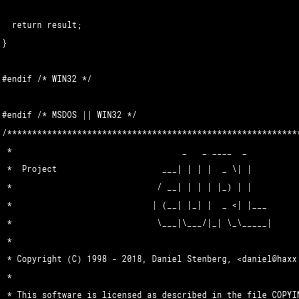 return result;
}

#endif /* WIN32 */

#endif /* MSDOS || WIN32 */
/***********************************************************
 *                                  _   _ ____  _
 *  Project                     ___| | | |  _ \| |
 *                             / __| | | | |_) | |
 *                            | (__| |_| |  _ <| |___
 *                             \___|\___/|_| \_\_____|
 *
 * Copyright (C) 1998 - 2018, Daniel Stenberg, <daniel@haxx
 *
 * This software is licensed as described in the file COPYIN